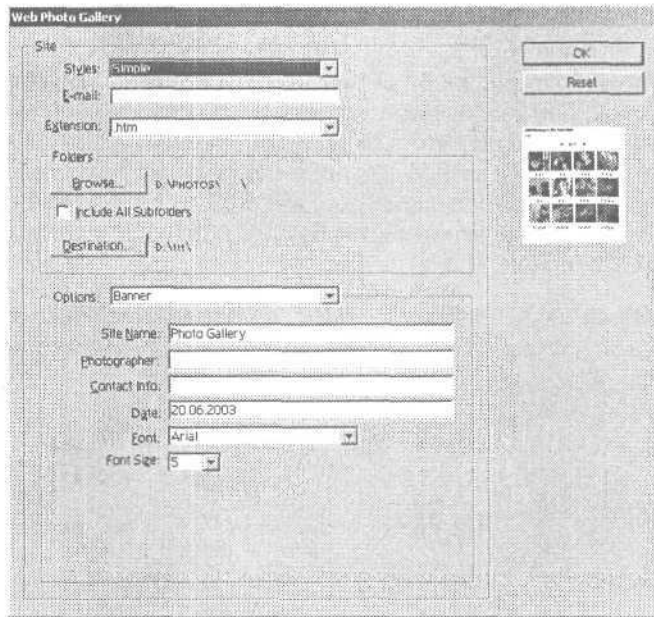 Web Photo Gallery
Site
Styles: Simple
OK
E-mail:
Reset
Extension: .htm
Folders
Browse... D:\PHOTOS\ \
Include All Subfolders
Destination...
Options: Banner
Site Name: Photo Gallery
Photographer:
Contact Info:
Date: 20.06.2003
Font: Arial
Font Size: 5